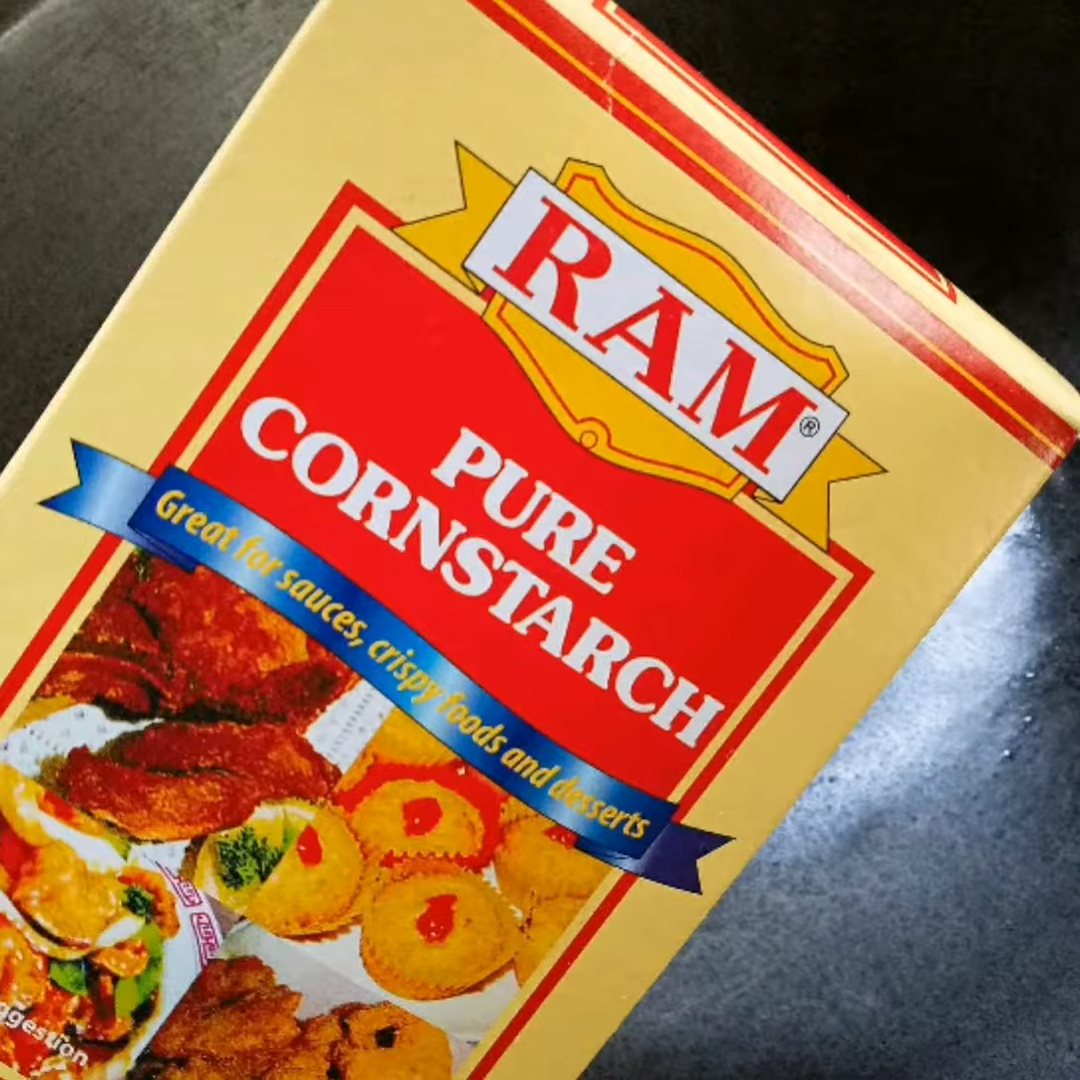 RAM®
PURE
CORNSTARCH
Great for sauces, crispy foods and desserts